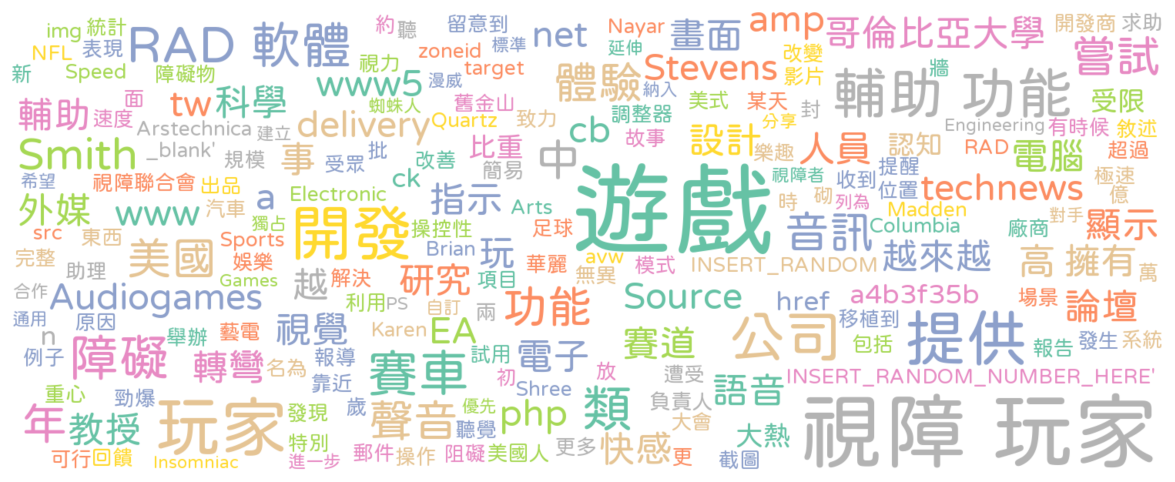 img 統計 約 聽 留意到 Nayar amp 哥倫比亞大學 開發商 求助
NFL 表現 RAD 軟體 zoneid 標準 net 延伸 畫面 改變 嘗試
新 Speed 障礙物 視力 漫威 target Stevens 影片 牆 輔助 功能 受限
www5 體驗 納入
輔助 速度 面 tw 科學 蜘蛛人 舊金山 致力 調整器 美式 某天 封
Arstechnica 建立 delivery Quartz cb 故事 分享 Engineering 有時候 敘述
Smith _blank' 規模 事 受眾 批 改善 比重 簡易 中 設計 樂趣 人員 認知 RAD 電腦 超過
希望 視障聯合會 出品 Electronic ck 遊戲 視障者 收到 提醒 位置 極速 億
外媒 www 汽車 獨占 a 指示 Arts 時 砌 列為 technews
src 東西 美國 Sports 開發 操控性 玩 足球 音訊 Madden Columbia 對手 廠商 顯示
完整 娛樂 Brian avw 無異 越來越 高 擁有
助理 Games 越 解決 研究 項目 華麗 模式 INSERT_RANDOM 萬
合作 Audiogames 利用 PS 自訂 兩 功能 Source href a4b3f35b 場景 論壇
通用 n 原因 舉辦 藝電 視覺 Karen EA 賽道 公司 移植到 提供 發生 系統
例子 障礙 轉彎 名為 報導 賽車 試用 電子 包括 報告
重心 勁爆 靠近 初 Shree 放 遭受 語音 INSERT_RANDOM_NUMBER_HERE'
年 教授 玩家 發現 歲 聲音 優先 聽覺 php 類 負責人 大會 大熱 視障 玩家
可行 回饋 Insomniac 特別 進一步 郵件 操作 阻礙 美國人 更多 快感 更 截圖